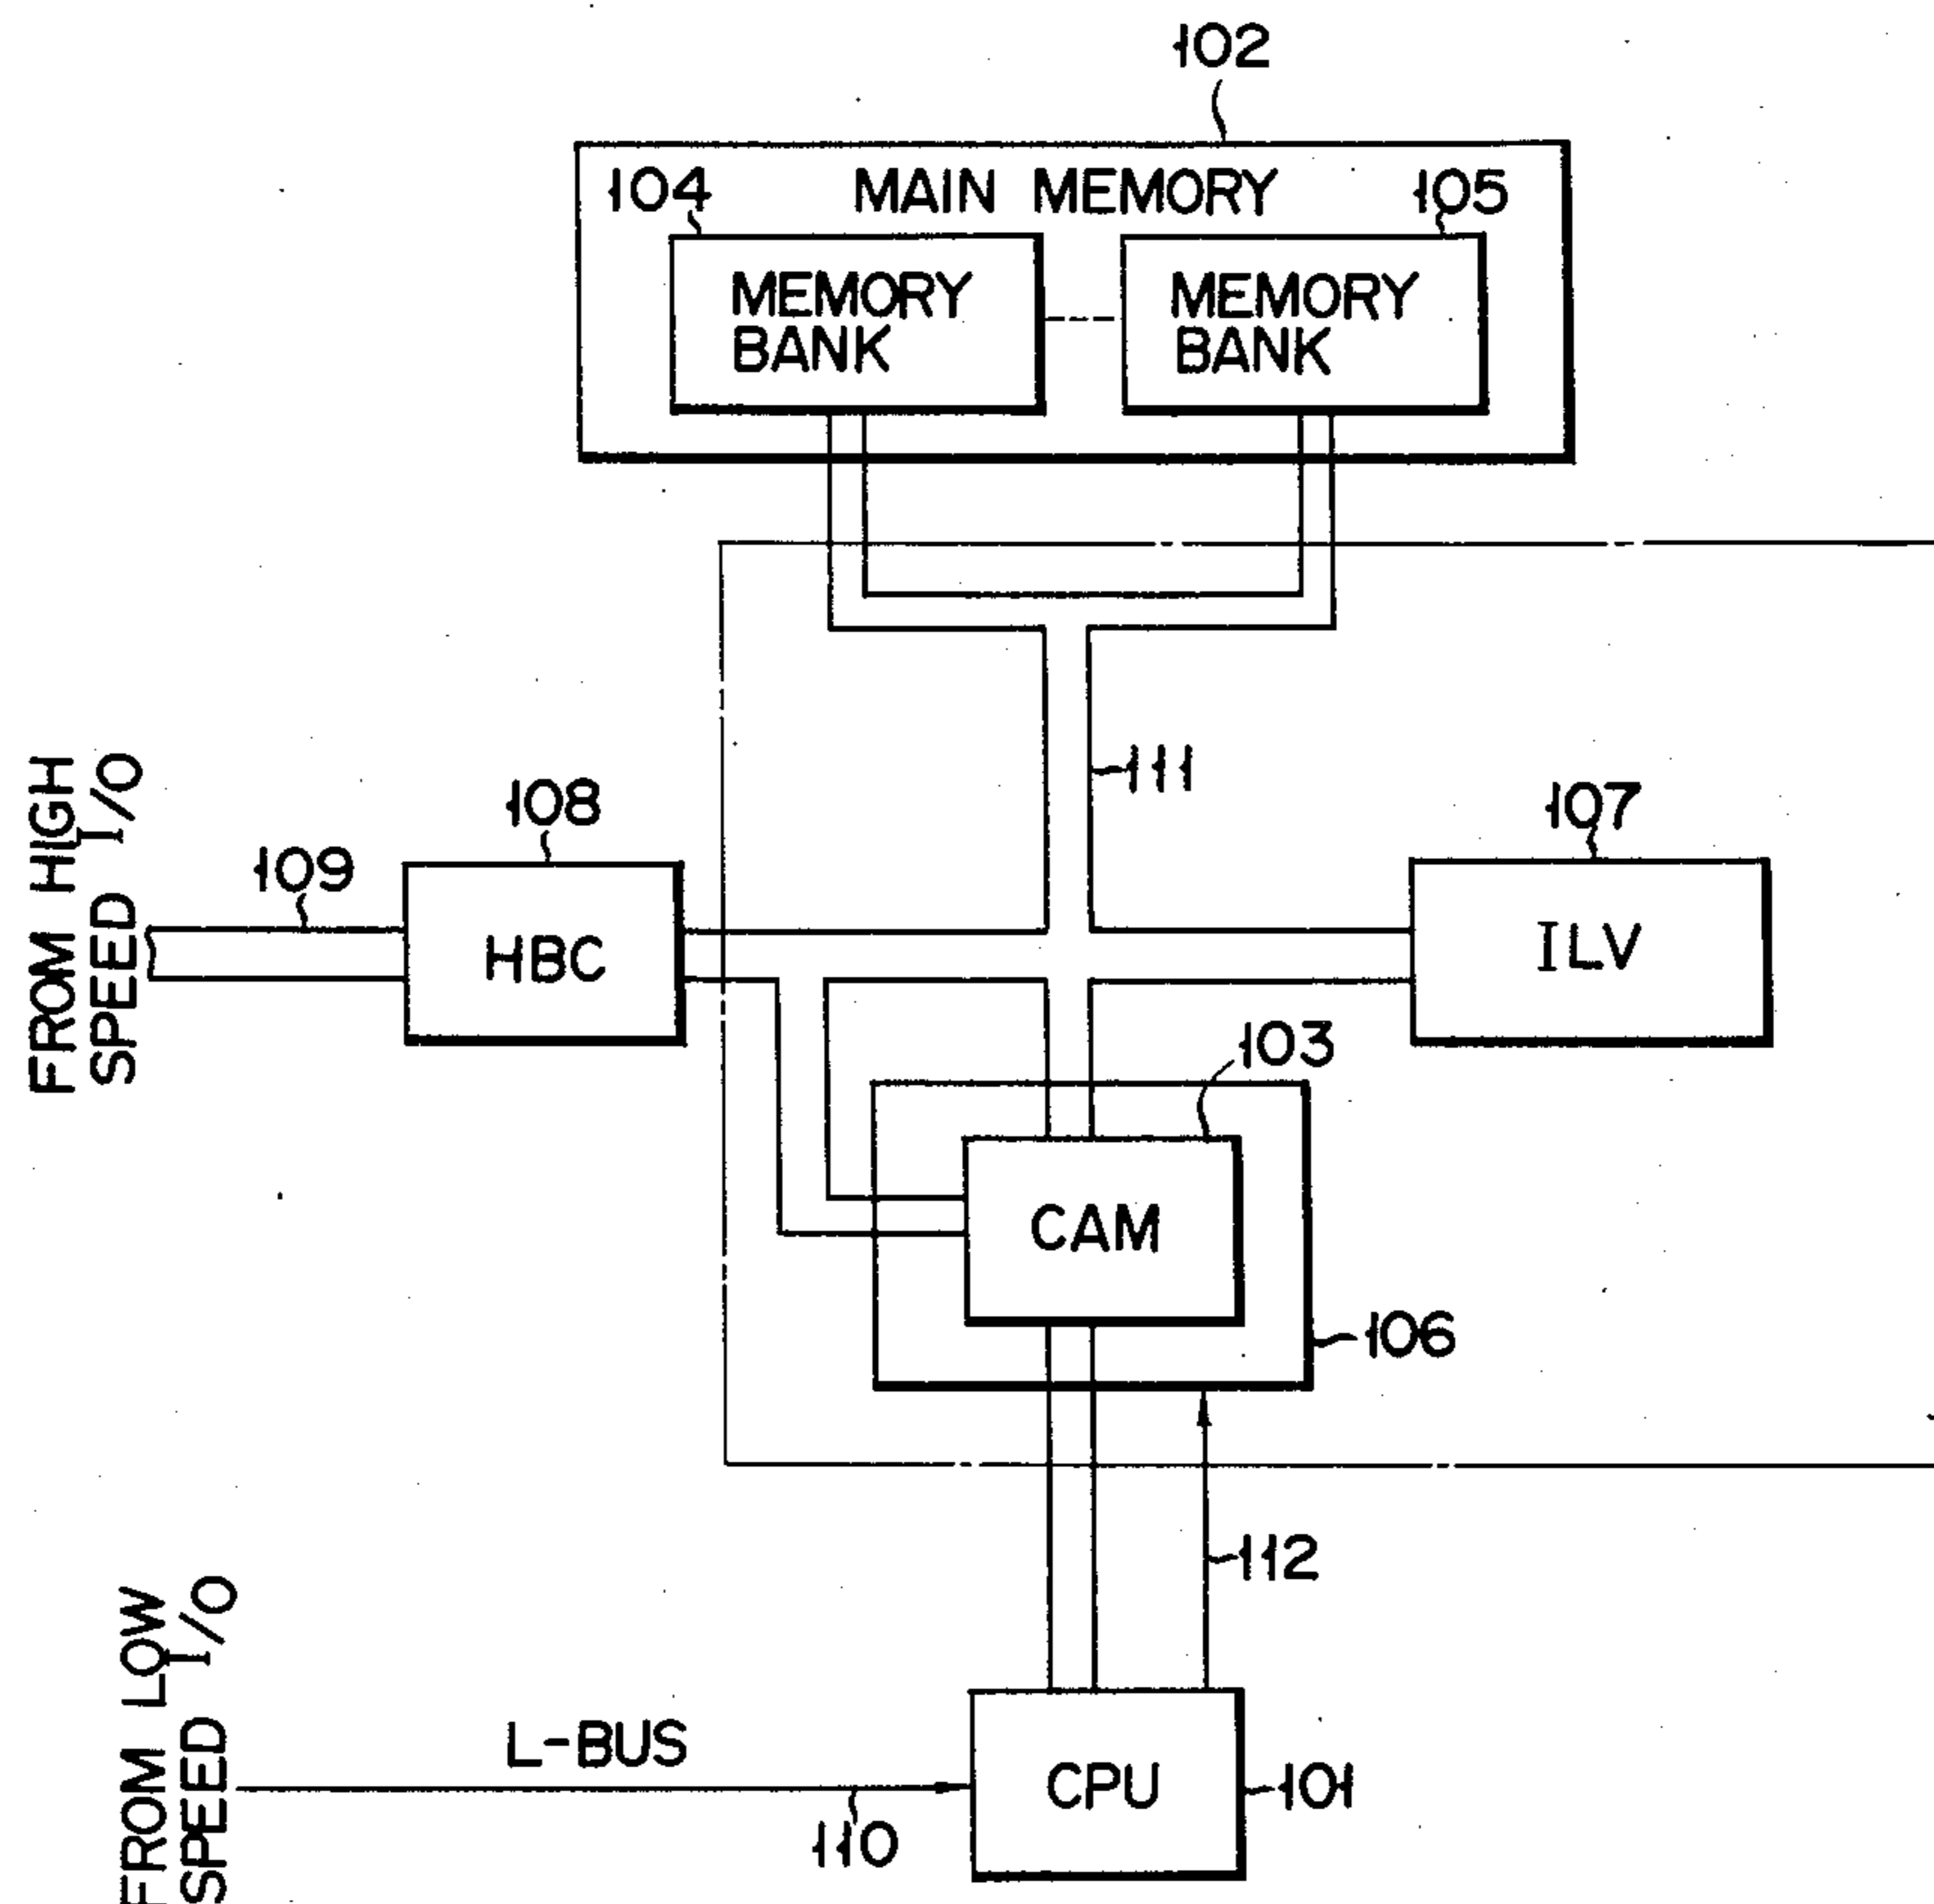 102
104
MAIN MEMORY
105
MEMORY
BANK
MEMORY
BANK
111
FROM HIGH
SPEED I/O
109
108
HBC
107
ILV
103
CAM
106
112
FROM LOW
SPEED I/O
L-BUS
110
CPU
101